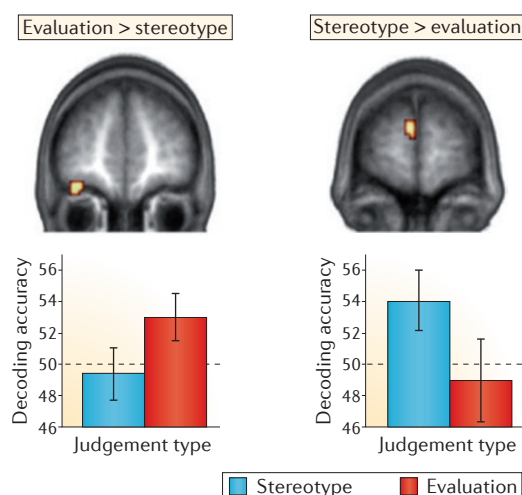 Evaluation > stereotype
Stereotype > evaluation
Decoding accuracy
56
54
52
50
48
46
Judgement type
Decoding accuracy
56
54
52
50
48
46
Judgement type
Stereotype
Evaluation